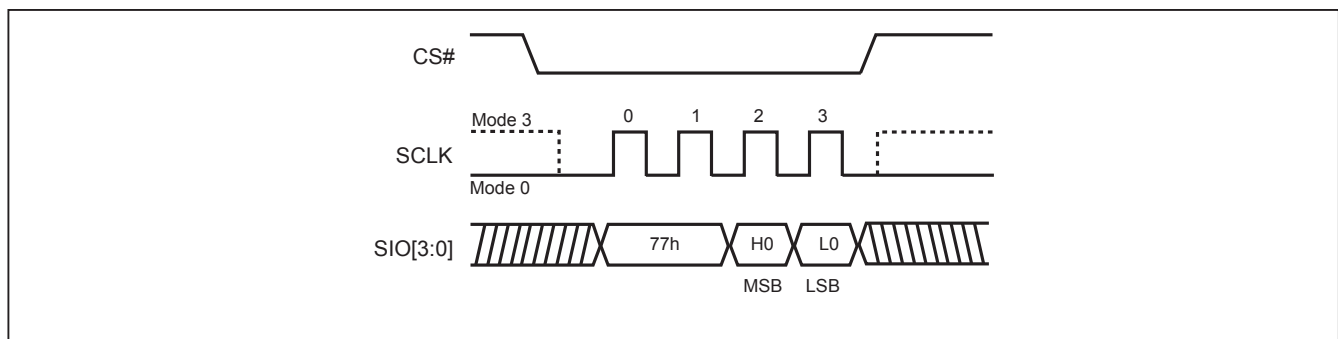 CS#
0 1 2 3
Mode 3
SCLK
Mode 0
SIO[3:0] 77h H0 L0
MSB LSB